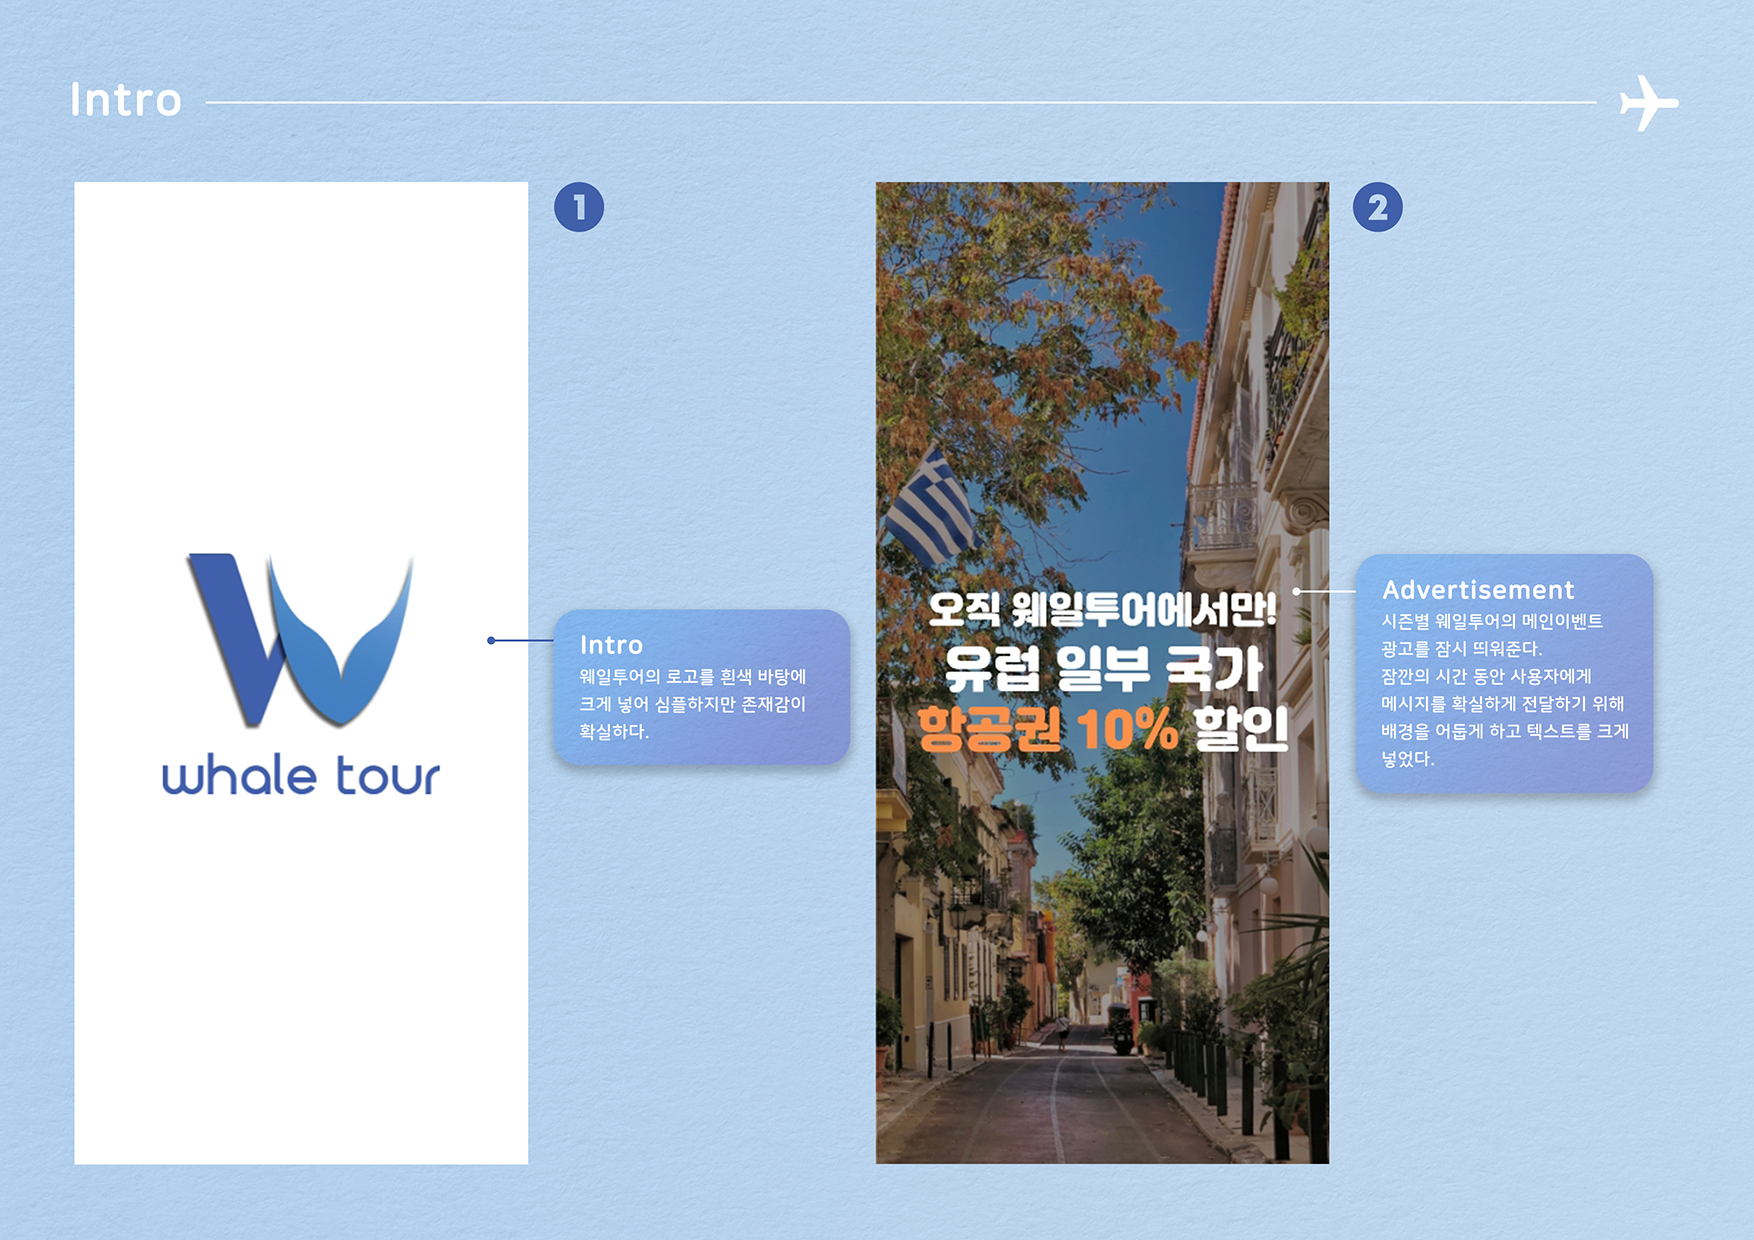 Intro
1
whale tour
Intro
웨일투어의 로고를 흰색 바탕에
크게 넣어 심플하지만 존재감이
확실하다.
2
오직 웨일투어에서만!
유럽 일부 국가
항공권 10% 할인
Advertisement
시즌별 웨일투어의 메인이벤트
광고를 잠시 띄워준다.
잠깐의 시간 동안 사용자에게
메시지를 확실하게 전달하기 위해
배경을 어둡게 하고 텍스트를 크게
넣었다.